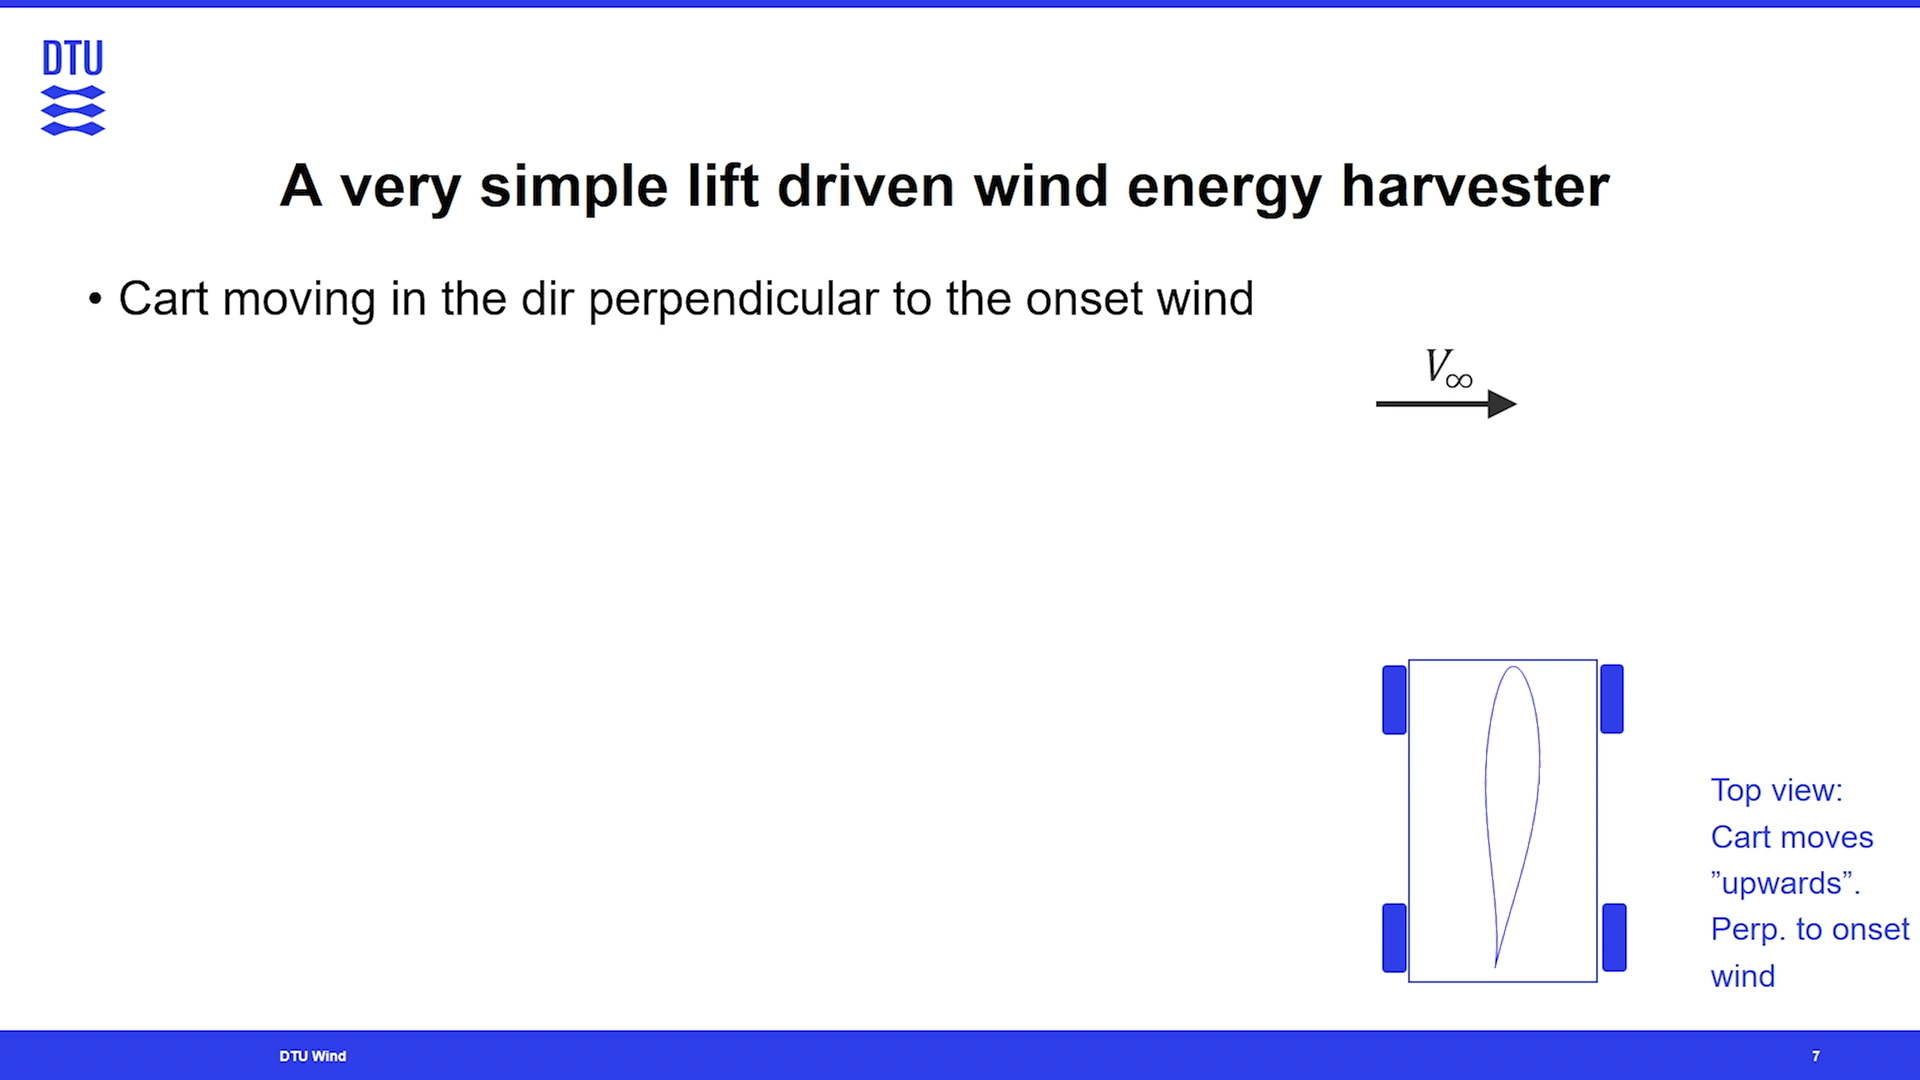 DTU
A very simple lift driven wind energy harvester
• Cart moving in the dir perpendicular to the onset wind
V∞
Top view:
Cart moves
”upwards”.
Perp. to onset
wind
DTU Wind
7